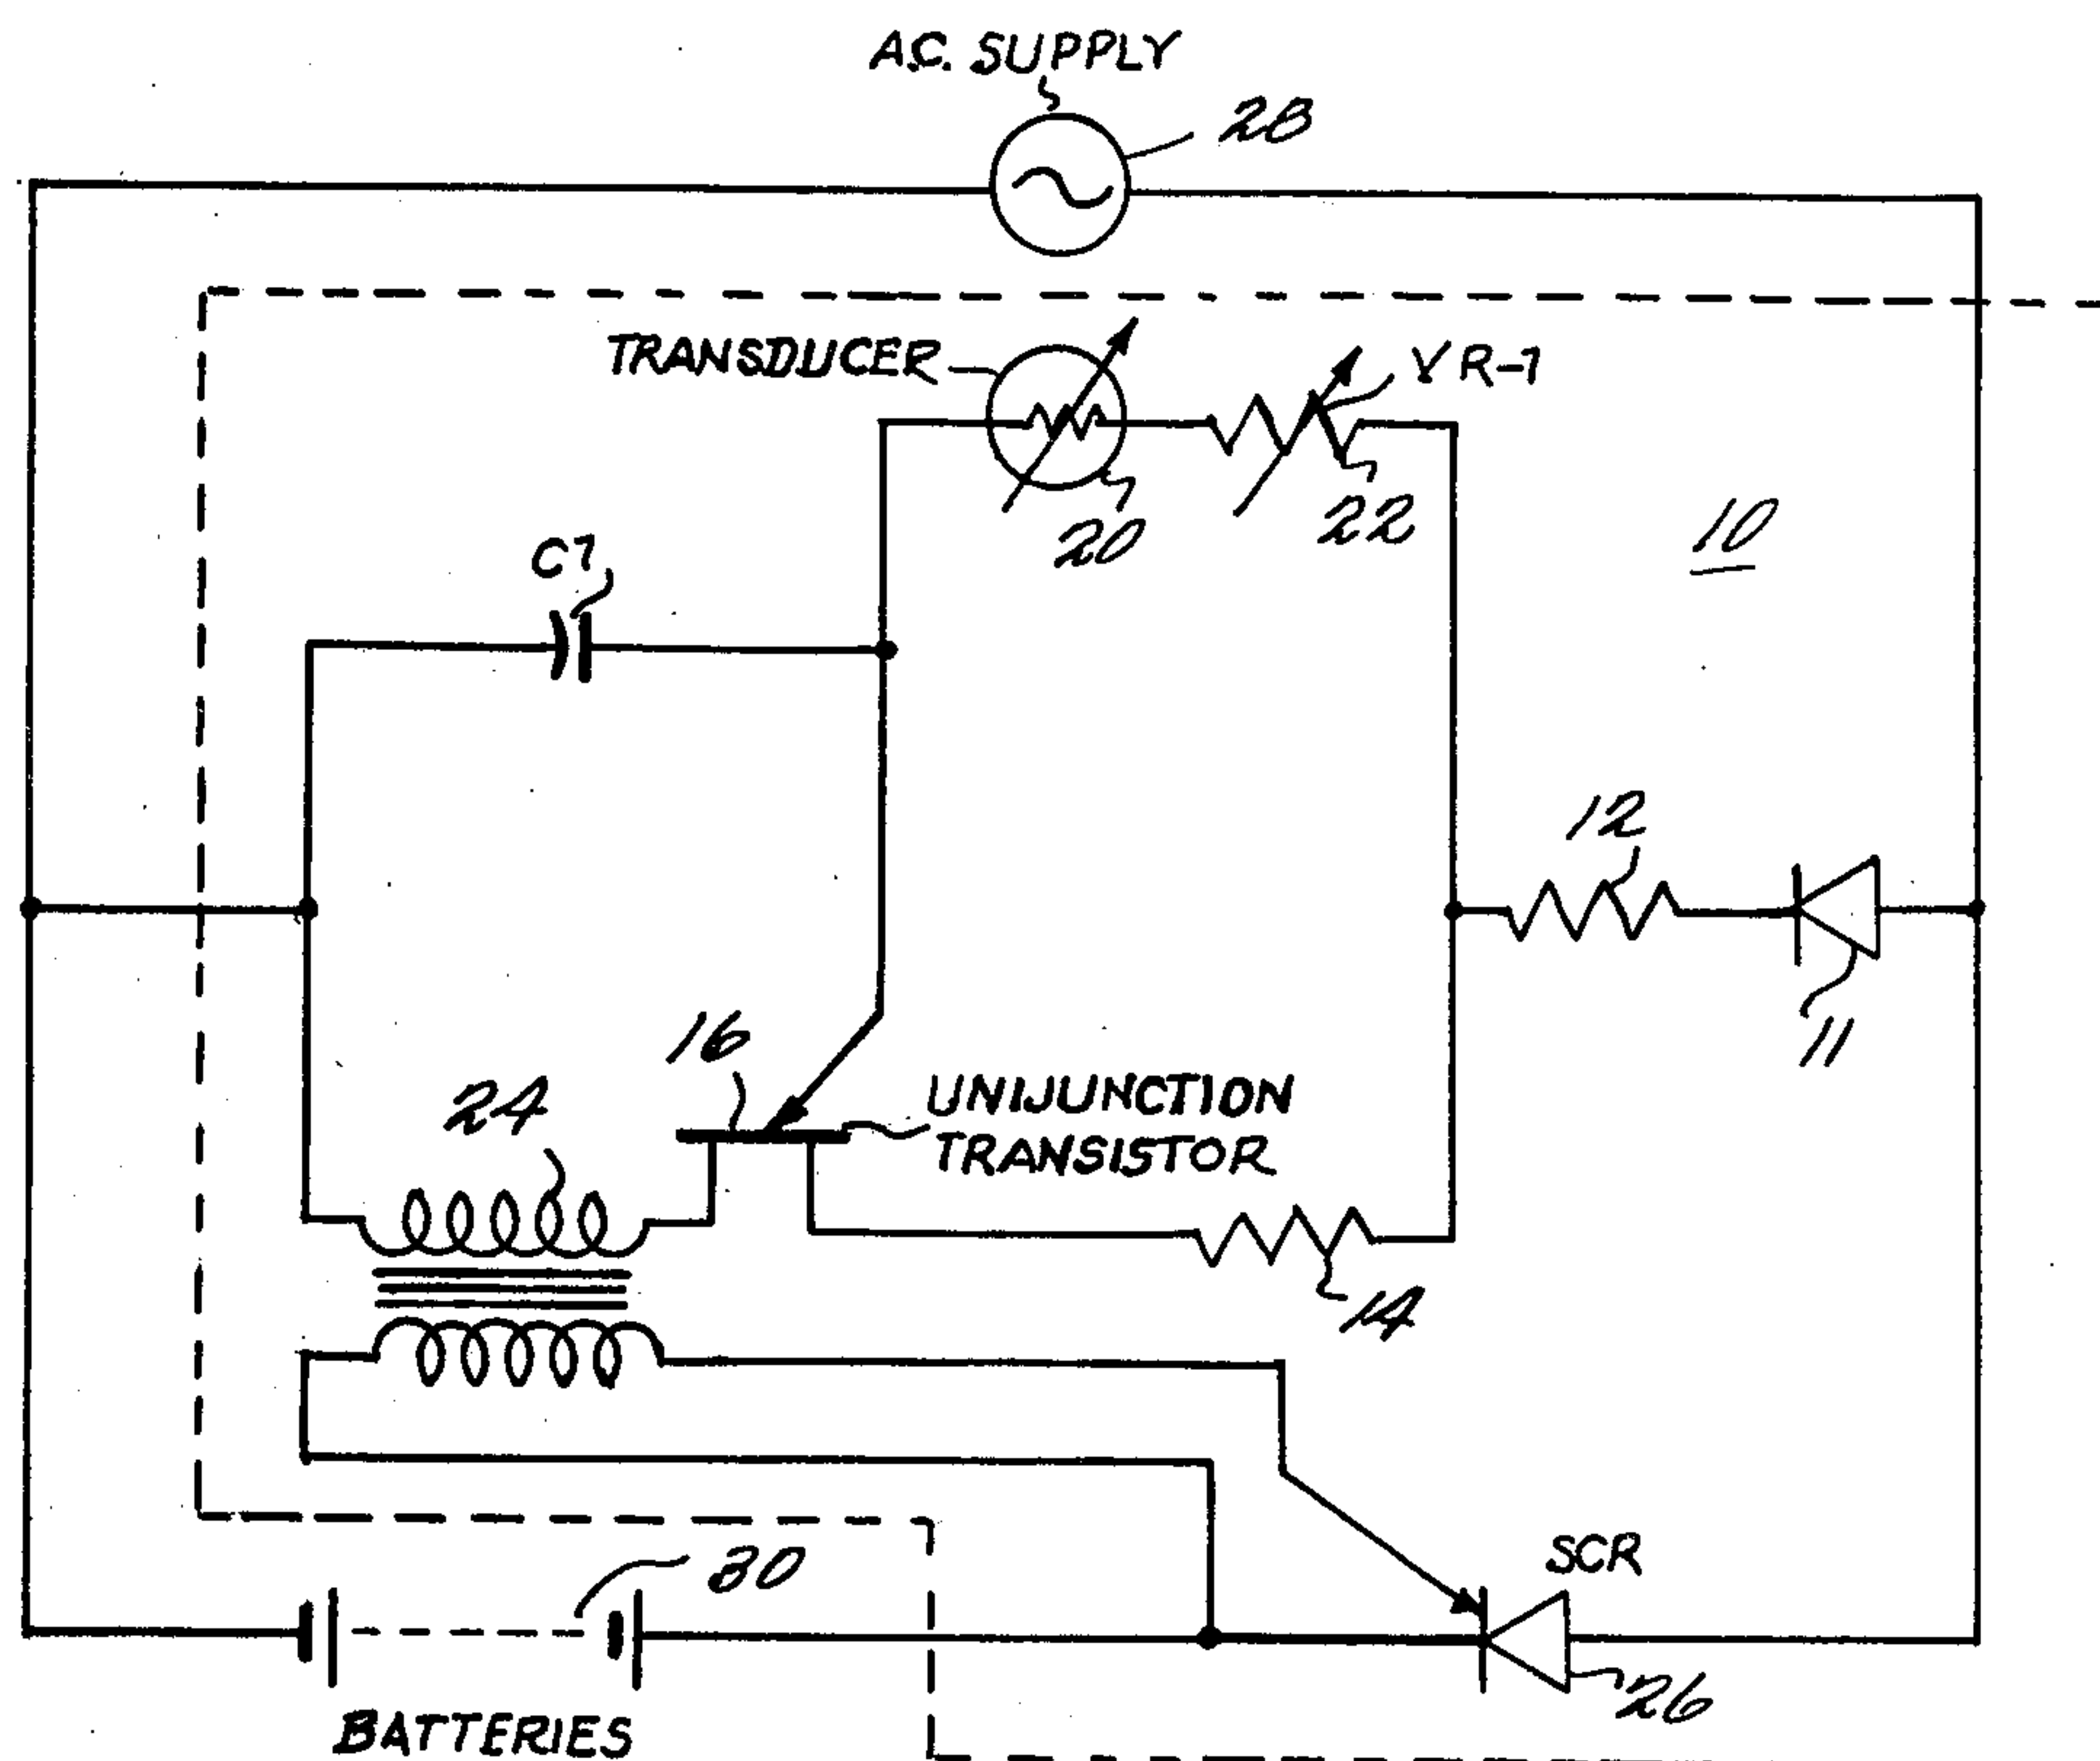 A.C. SUPPLY
28
TRANSDUCER
VR-1
20
22
10
C1
12
11
16
UNIJUNCTION
TRANSISTOR
24
14
30
SCR
26
BATTERIES